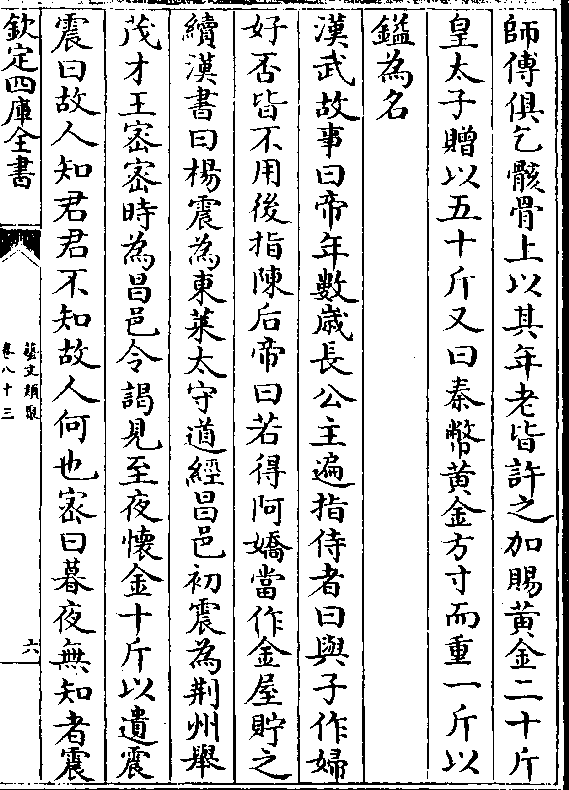 師傅俱乞骸骨上以其年老皆許之加賜黄金二十斤
皇太子贈以五十斤又曰秦幣黄金方寸而重一斤以
鎰為名
漢武故事曰帝年數歳長公主遍指侍者曰與子作婦
好否皆不用後指陳后帝曰若得阿嬌當作金屋貯之
續漢書曰楊震為東萊太守道經昌邑初震為荆州舉
茂才王宻宻時為昌邑令謁見至夜懐金十斤以遺震
震曰故人知君君不知故人何也宻曰暮夜無知者震
欽定四庫全書
藝文類聚
卷八十三
六